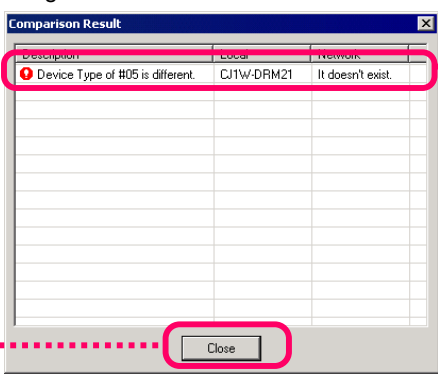 Comparison Result
Description Local Network
Device Type of #05 is different. CJ1W-DRM21 It doesn't exist.
Close